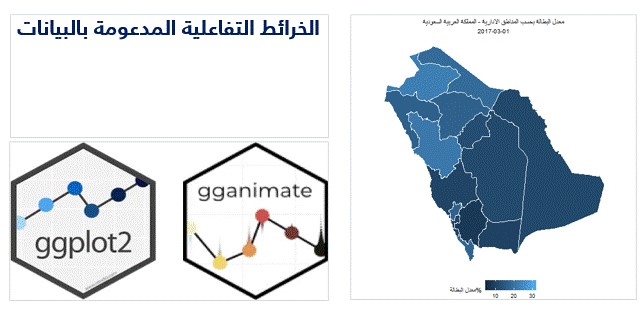 الخرائط التفاعلية المدعومة بالبيانات
ggplot2
gganimate
معدل البطالة بحسب المناطق الادارية - المملكة العربية السعودية
2017-03-01
معدل البطالة%
10 20 30